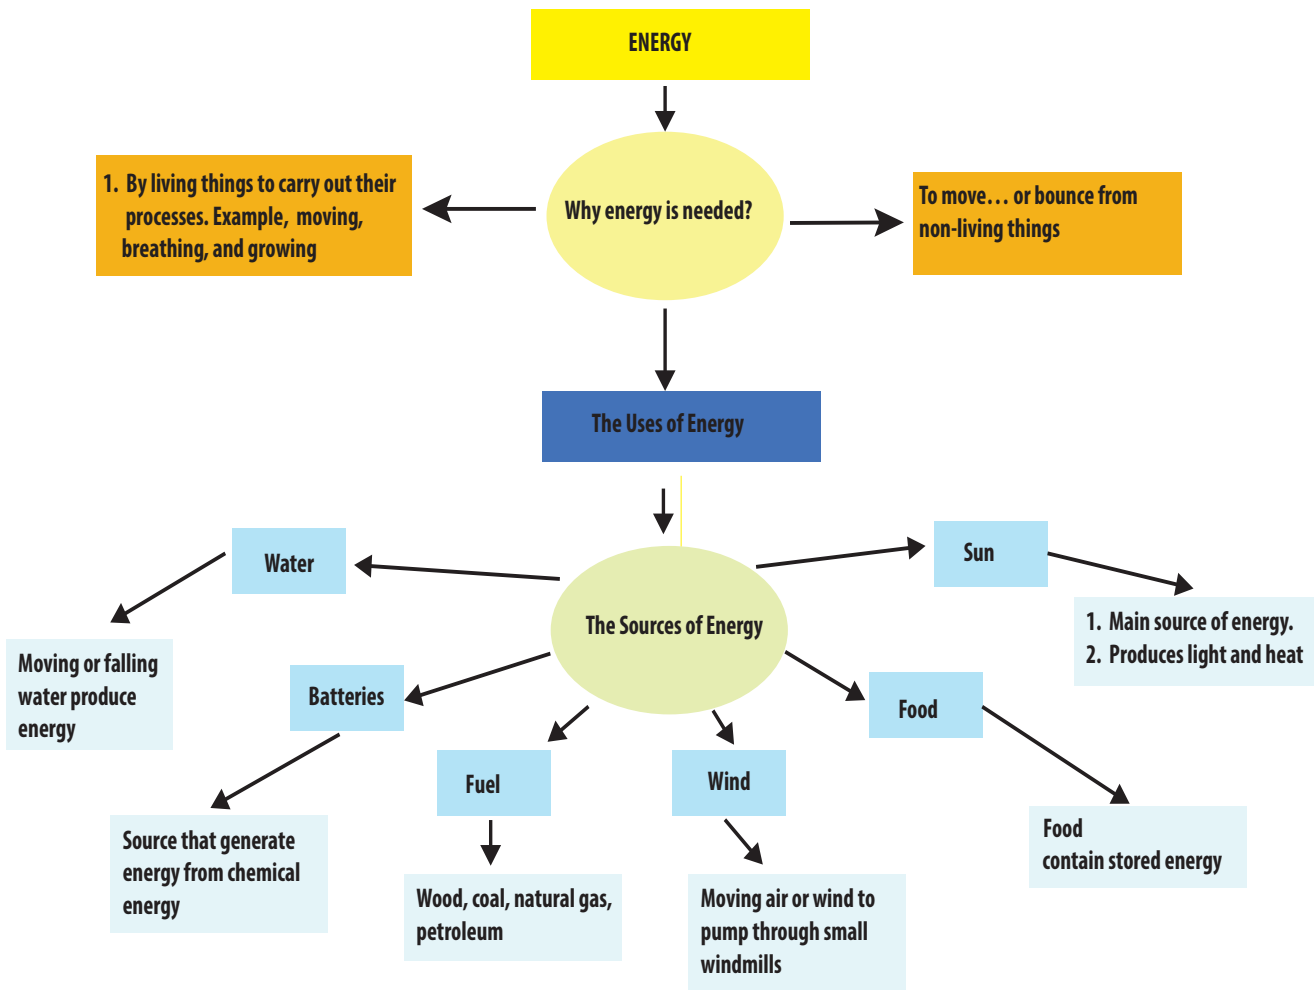 ENERGY
1. By living things to carry out their
processes. Example, moving,
breathing, and growing
Why energy is needed?
To move… or bounce from
non-living things
The Uses of Energy
Water
Sun
The Sources of Energy
1. Main source of energy.
2. Produces light and heat
Moving or falling
water produce
energy
Batteries
Food
Fuel
Wind
Source that generate
energy from chemical
energy
Food
contain stored energy
Wood, coal, natural gas,
petroleum
Moving air or wind to
pump through small
windmills